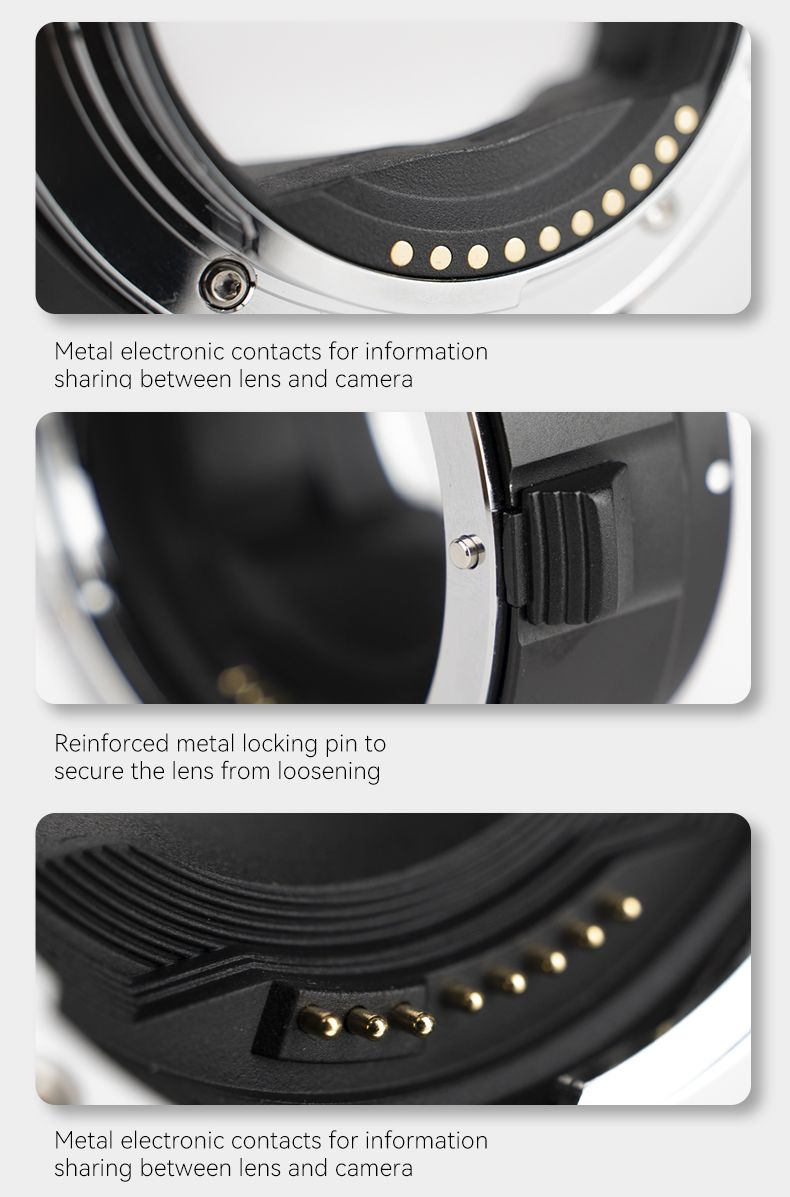 Metal electronic contacts for information
sharing between lens and camera
Reinforced metal locking pin to
secure the lens from loosening
Metal electronic contacts for information
sharing between lens and camera